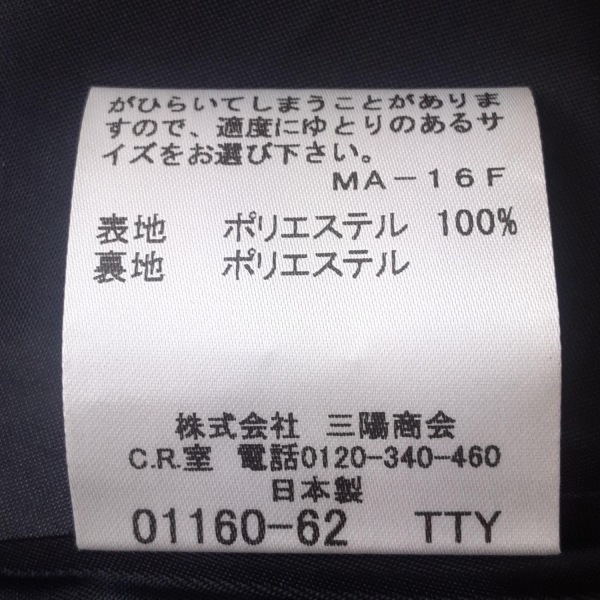 がひらいてしまうことがありま
すので、適度にゆとりのあるサ
イズをお選び下さい。
MA-16F
表地 ポリエステル 100%
裏地 ポリエステル
株式会社 三陽商会
C.R.室 電話0120-340-460
日本製
01160-62 TTY